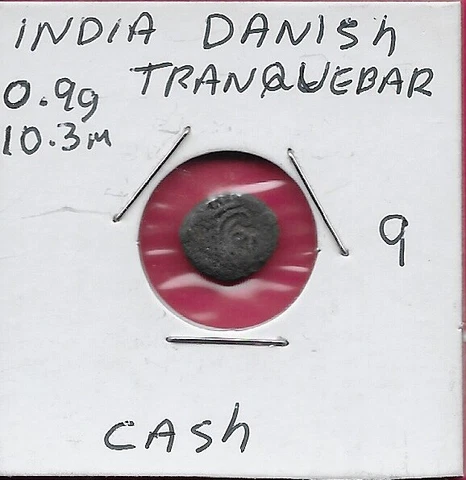 INDIA DANISh
0.9g TRANQUEBAR
10.3m
9
CASh